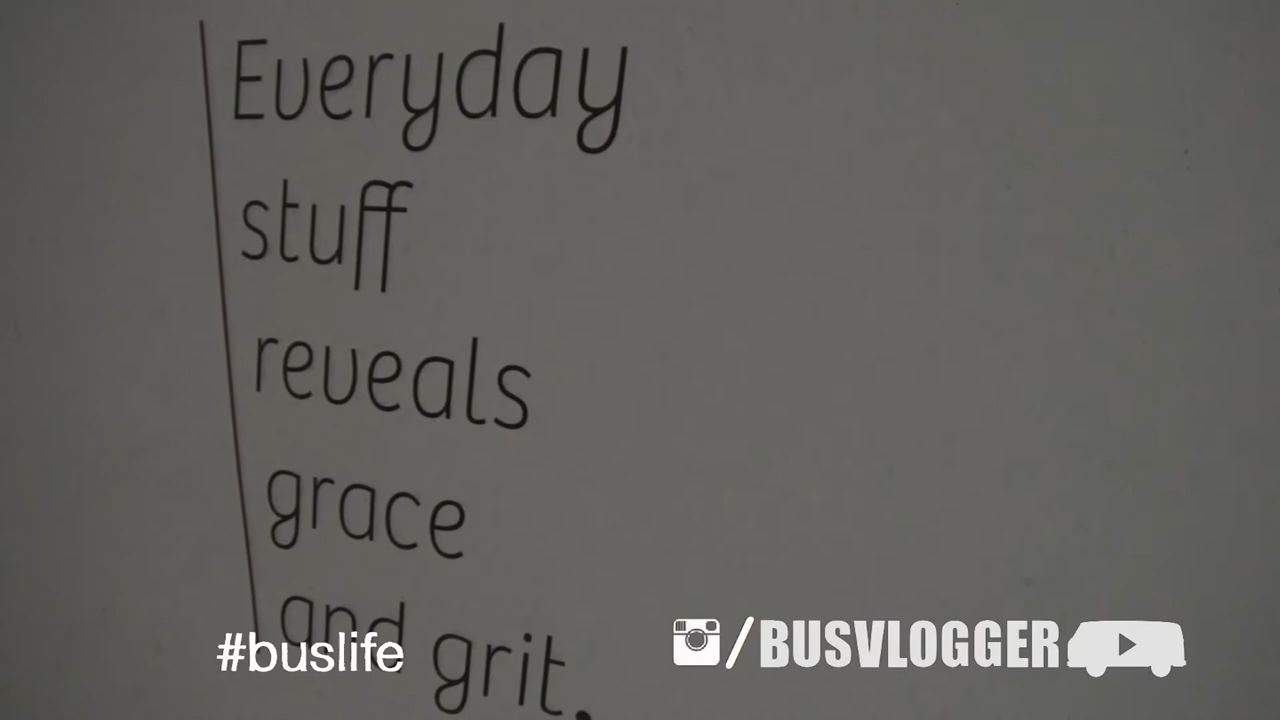 Everyday
stuff
reveals
grace
and grit.
#buslife
/BUSVLOGGER